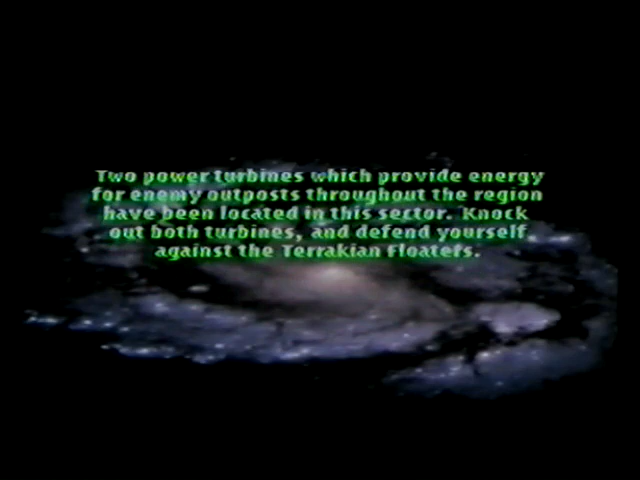 Two power turbines which provide energy
for enemy outposts throughout the region
have been located in this sector. Knock
out both turbines, and defend yourself
against the Terrakian Floaters.